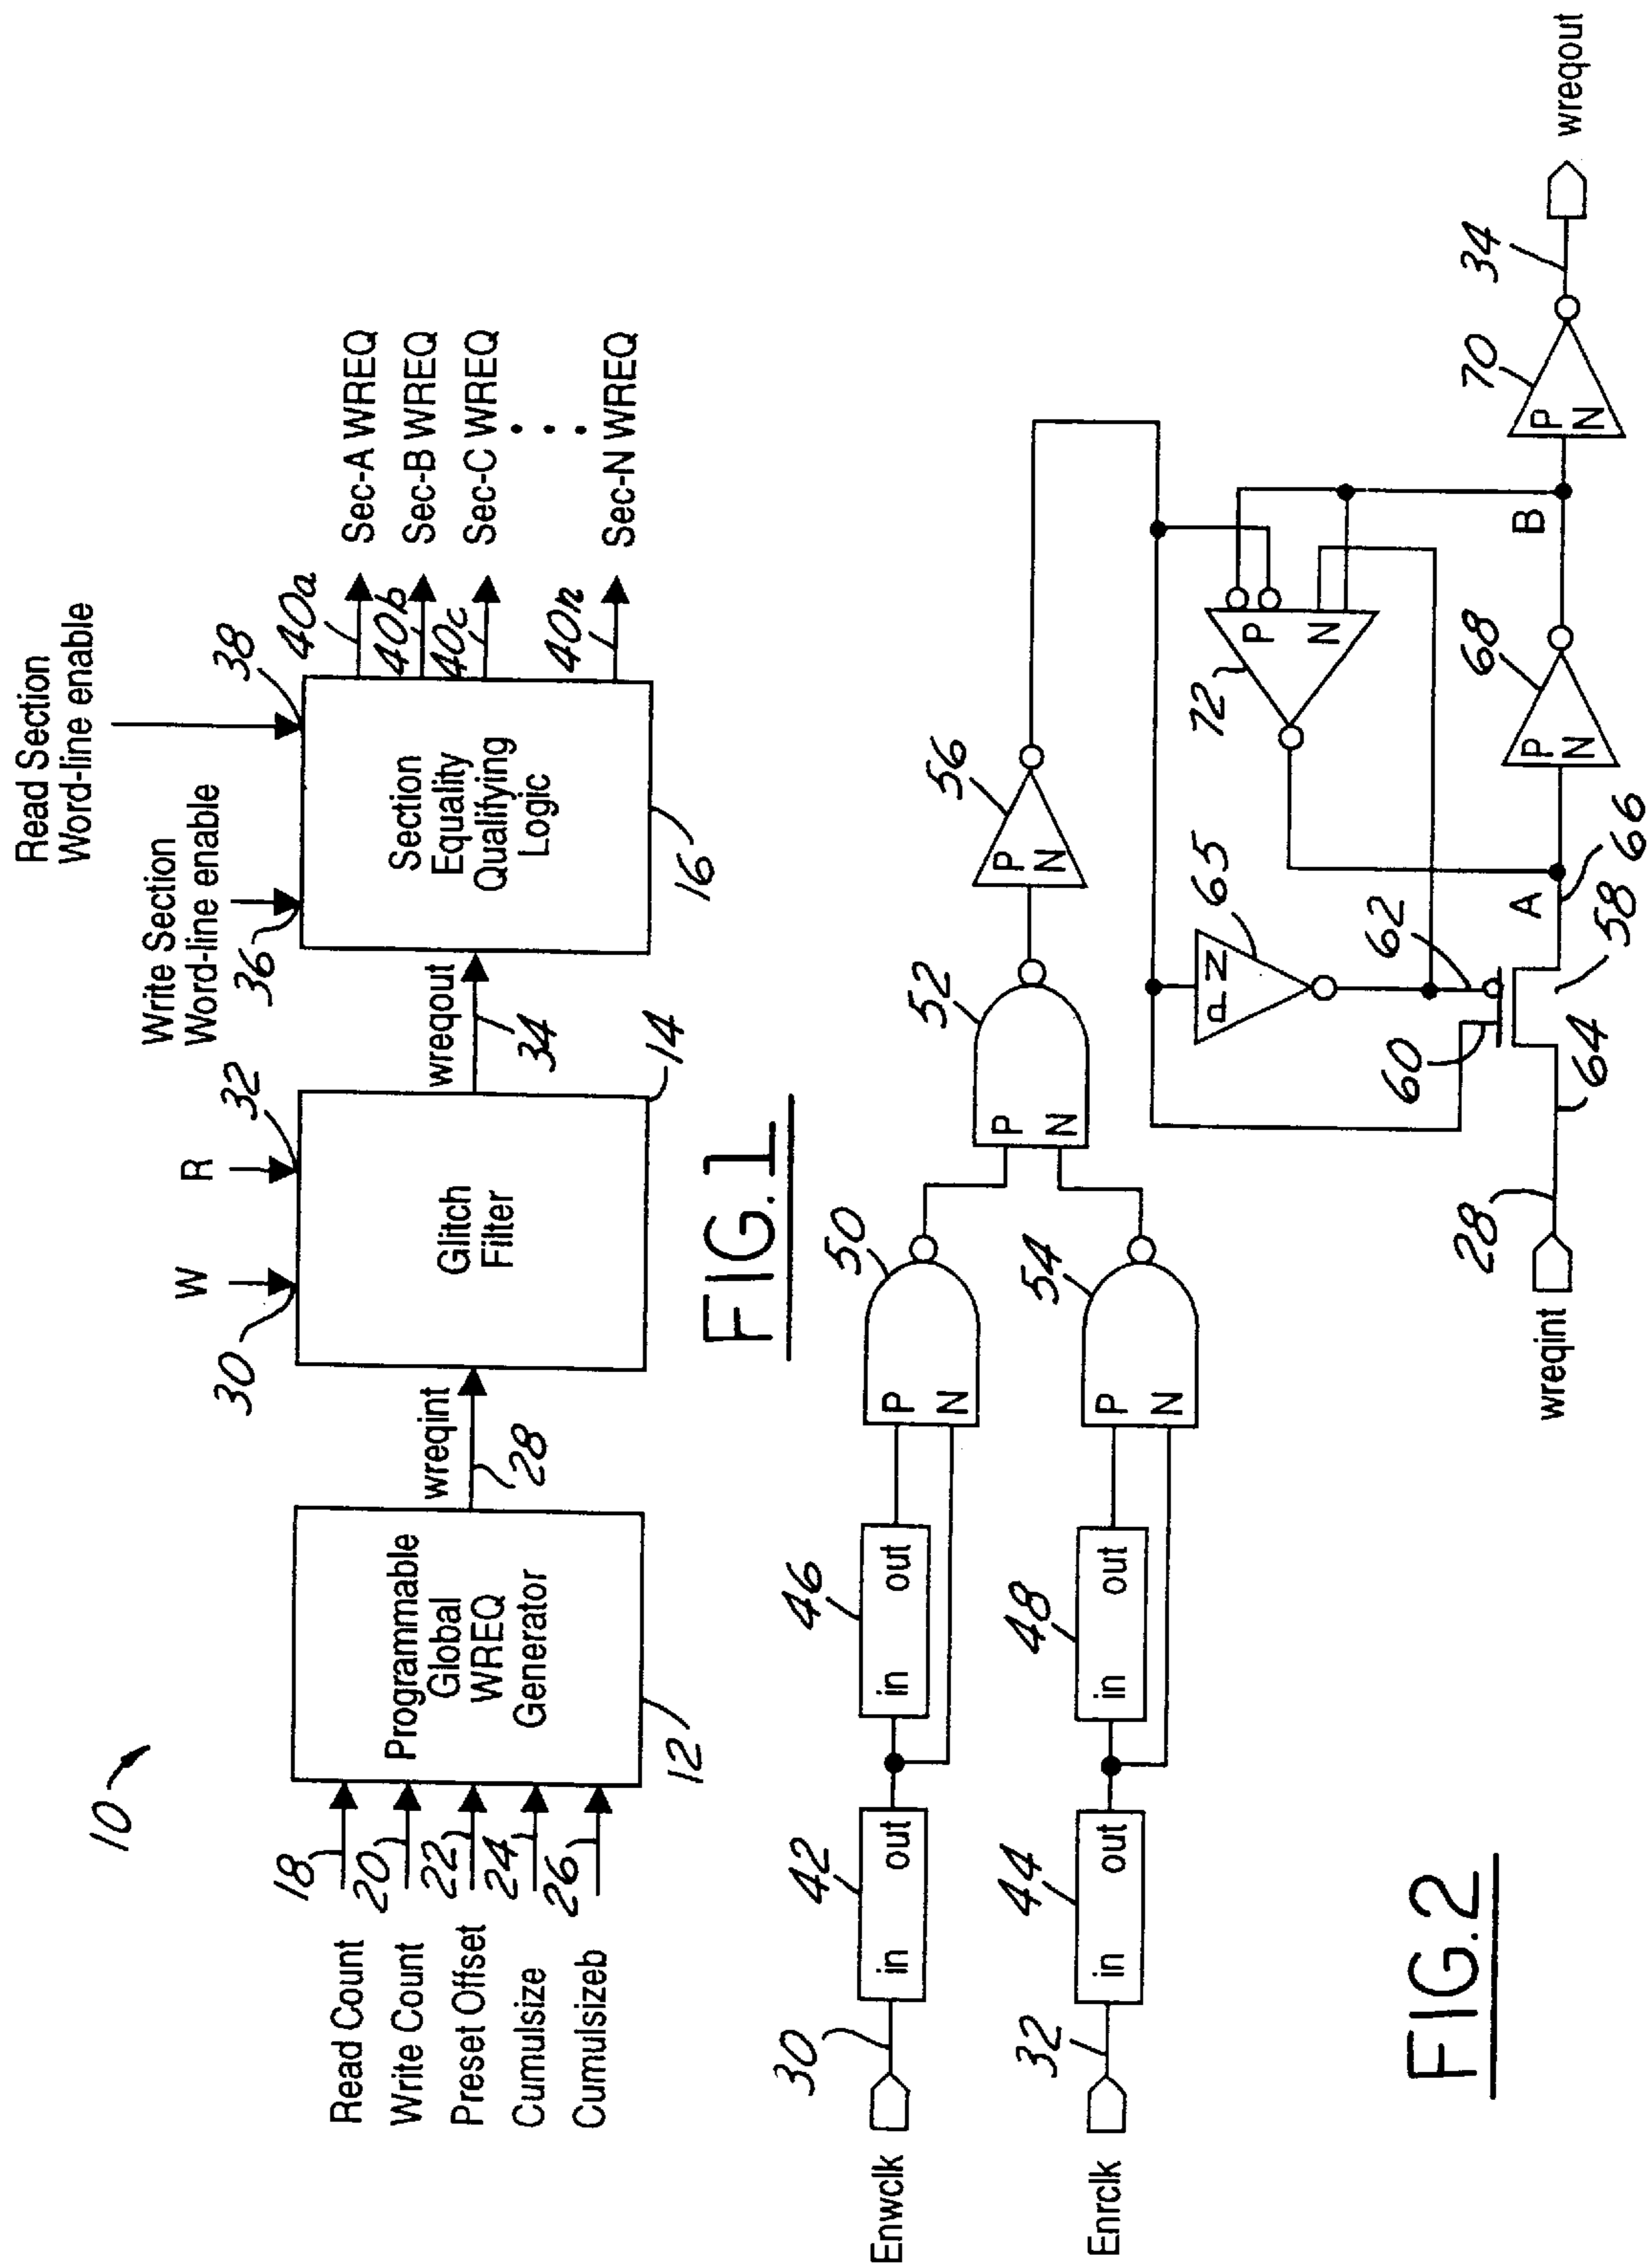 10
Read Count
18
Write Count
20
Preset Offset
22
Cumulsize
24
Cumulsizeb
26
Programmable
Global
WREQ
Generator
12
wreqint
28
W
30
R
32
Glitch
Filter
14
wreqout
34
Write Section
Word-line enable
36
Read Section
Word-line enable
38
Section
Equality
Qualifying
Logic
16
40a
Sec-A WREQ
40b
Sec-B WREQ
40c
Sec-C WREQ
40n
Sec-N WREQ
FIG.1
Enwclk
30
42
in out
46
in out
50
P
N
Enrclk
32
44
in out
48
in out
54
P
N
52
P
N
56
P
N
65
P N
72
P
N
wreqint
28
64
60
62
58
A
66
68
P
N
B
70
P
N
34
wreqout
FIG.2